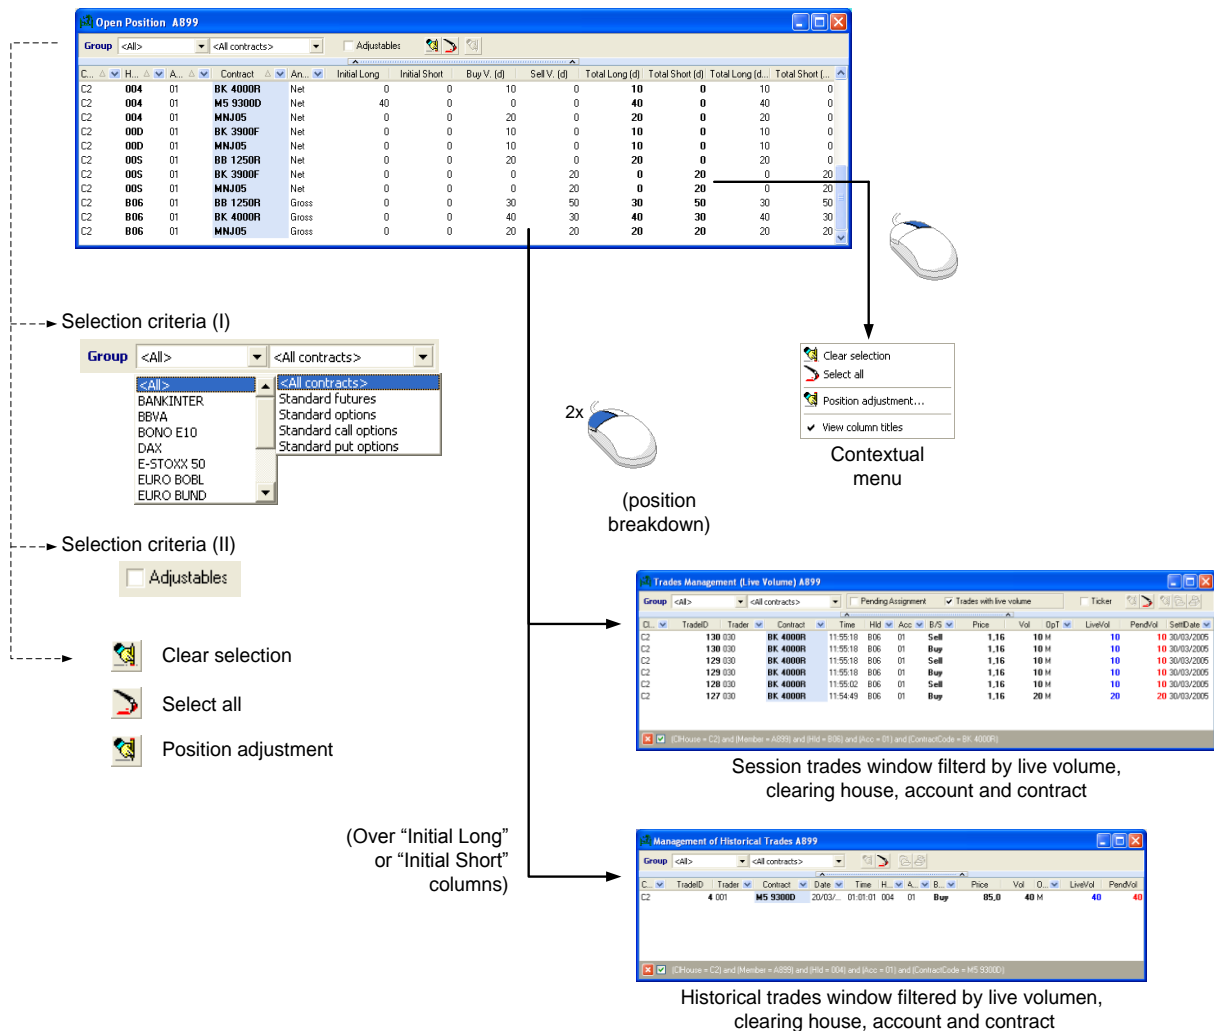 Open Position A899
Group <All> <All contracts> Adjustables
C... H... A... Contract An... Initial Long Initial Short Buy V. (d) Sell V. (d) Total Long (d) Total Short (d) Total Long (d... Total Short (...
C2 004 01 BK 4000R Net 0 0 10 0 10 0 10 0
C2 004 01 M5 9300D Net 40 0 0 0 40 0 40 0
C2 004 01 MNJ05 Net 0 0 20 0 20 0 20 0
C2 00D 01 BK 3900F Net 0 0 10 0 10 0 10 0
C2 00D 01 MNJ05 Net 0 0 10 0 10 0 10 0
C2 00S 01 BB 1250R Net 0 0 20 0 20 0 20 0
C2 00S 01 BK 3900F Net 0 0 0 20 0 20 0 20
C2 00S 01 MNJ05 Net 0 0 0 20 0 20 0 20
C2 B06 01 BB 1250R Gross 0 0 30 50 30 50 30 50
C2 B06 01 BK 4000R Gross 0 0 40 30 40 30 40 30
C2 B06 01 MNJ05 Gross 0 0 20 20 20 20 20 20
Selection criteria (I)
Group <All> <All contracts>
<All> <All contracts>
BANKINTER Standard futures
BBVA Standard options
BONO E10 Standard call options
DAX Standard put options
E-STOXX 50
EURO BOBL
EURO BUND
Clear selection
Select all
Position adjustment...
View column titles
Contextual
menu
2x
(position
breakdown)
Selection criteria (II)
Adjustables
Clear selection
Select all
Position adjustment
Trades Management (Live Volume) A899
Group <All> <All contracts> Pending Assignment Trades with live volume Ticker
Cl... TradeID Trader Contract Time Hld Acc B/S Price Vol OpT LiveVol PendVol SettlDate
C2 130 030 BK 4000R 11:55:18 B06 01 Sell 1,16 10 M 10 10 30/03/2005
C2 130 030 BK 4000R 11:55:18 B06 01 Buy 1,16 10 M 10 10 30/03/2005
C2 129 030 BK 4000R 11:55:18 B06 01 Sell 1,16 10 M 10 10 30/03/2005
C2 129 030 BK 4000R 11:55:18 B06 01 Buy 1,16 10 M 10 10 30/03/2005
C2 128 030 BK 4000R 11:55:02 B06 01 Sell 1,16 10 M 10 10 30/03/2005
C2 127 030 BK 4000R 11:54:49 B06 01 Buy 1,16 20 M 20 20 30/03/2005
(ClHouse = C2) and (Member = A899) and (Hld = B06) and (Acc = 01) and (ContractCode = BK 4000R)
Session trades window filterd by live volume,
clearing house, account and contract
(Over “Initial Long”
or “Initial Short”
columns)
Management of Historical Trades A899
Group <All> <All contracts>
C... TradeID Trader Contract Date Time H... A... B... Price Vol O... LiveVol PendVol
C2 4 001 M5 9300D 20/03/... 01:01:01 004 01 Buy 85,0 40 M 40 40
(ClHouse = C2) and (Member = A899) and (Hld = 004) and (Acc = 01) and (ContractCode = M5 9300D)
Historical trades window filtered by live volumen,
clearing house, account and contract